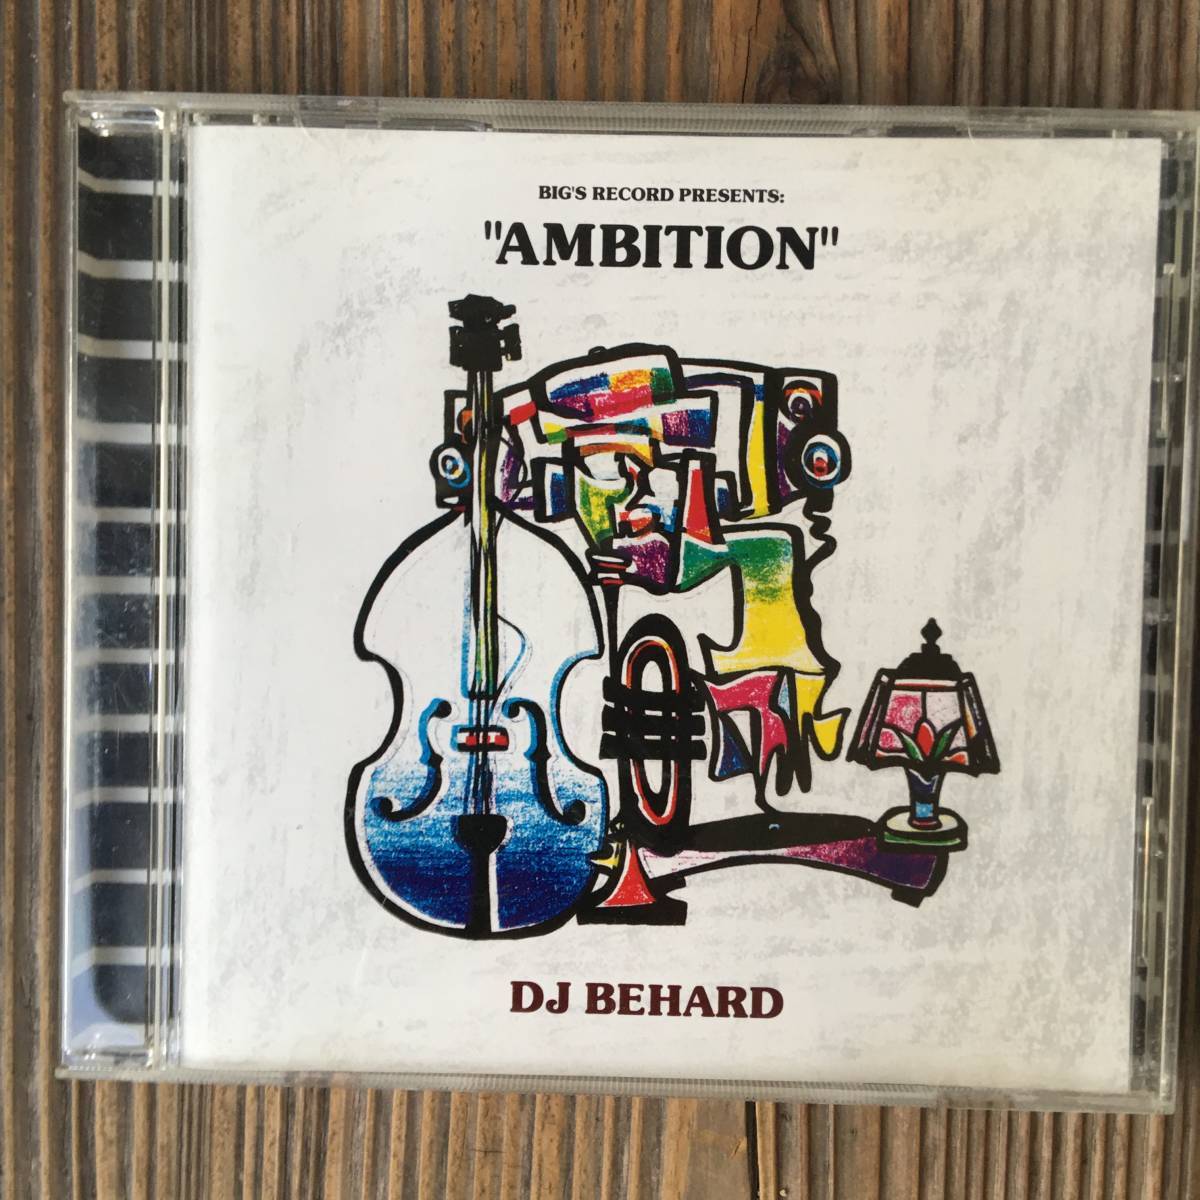 BIG'S RECORD PRESENTS:
"AMBITION"
DJ BEHARD